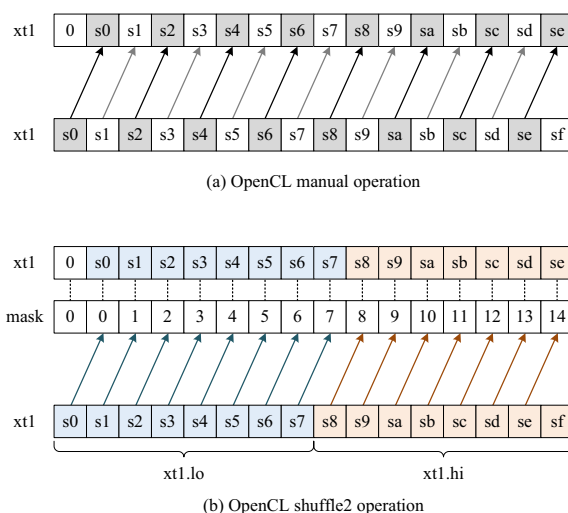 xt1 0 s0 s1 s2 s3 s4 s5 s6 s7 s8 s9 sa sb sc sd se
xt1 s0 s1 s2 s3 s4 s5 s6 s7 s8 s9 sa sb sc sd se sf
(a) OpenCL manual operation
xt1 0 s0 s1 s2 s3 s4 s5 s6 s7 s8 s9 sa sb sc sd se
mask 0 0 1 2 3 4 5 6 7 8 9 10 11 12 13 14
xt1 s0 s1 s2 s3 s4 s5 s6 s7 s8 s9 sa sb sc sd se sf
xt1.lo xt1.hi
(b) OpenCL shuffle2 operation